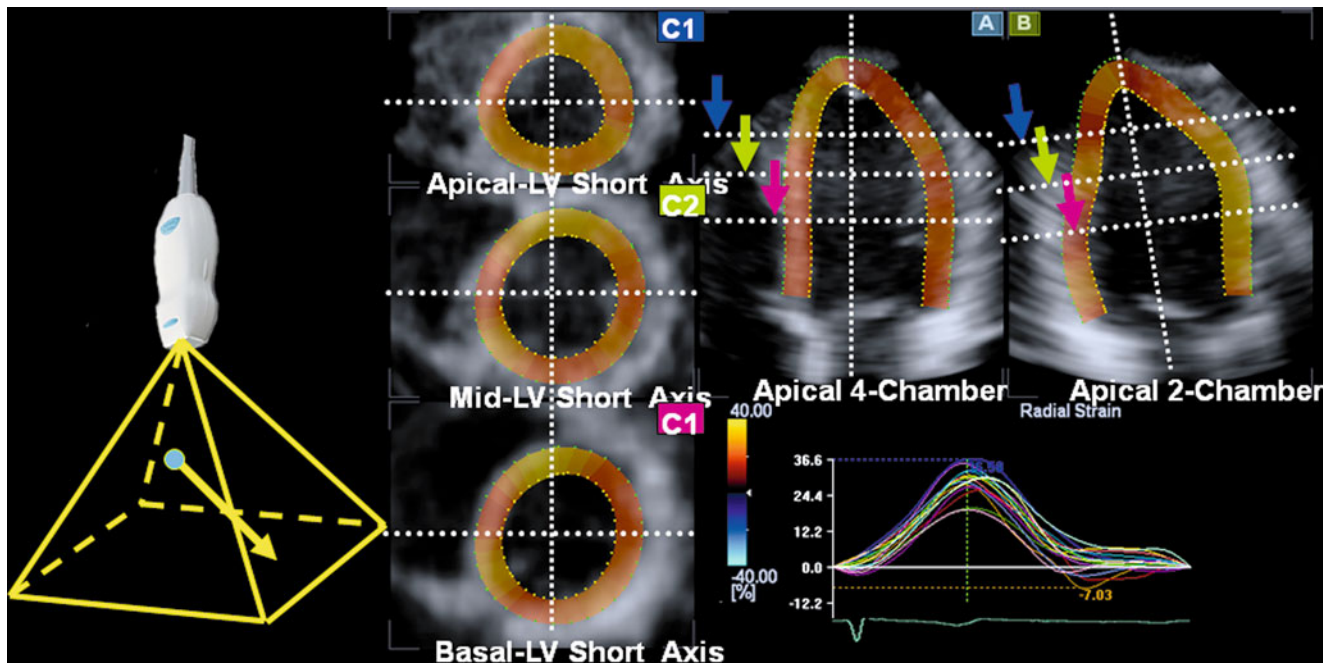 C1
Apical-LV Short Axis
C2
Mid-LV Short Axis
C1
Basal-LV Short Axis
A
B
Apical 4-Chamber
Apical 2-Chamber
40.00
-40.00
[%]
Radial Strain
36.6
24.4
12.2
0.0
-12.2
-7.03